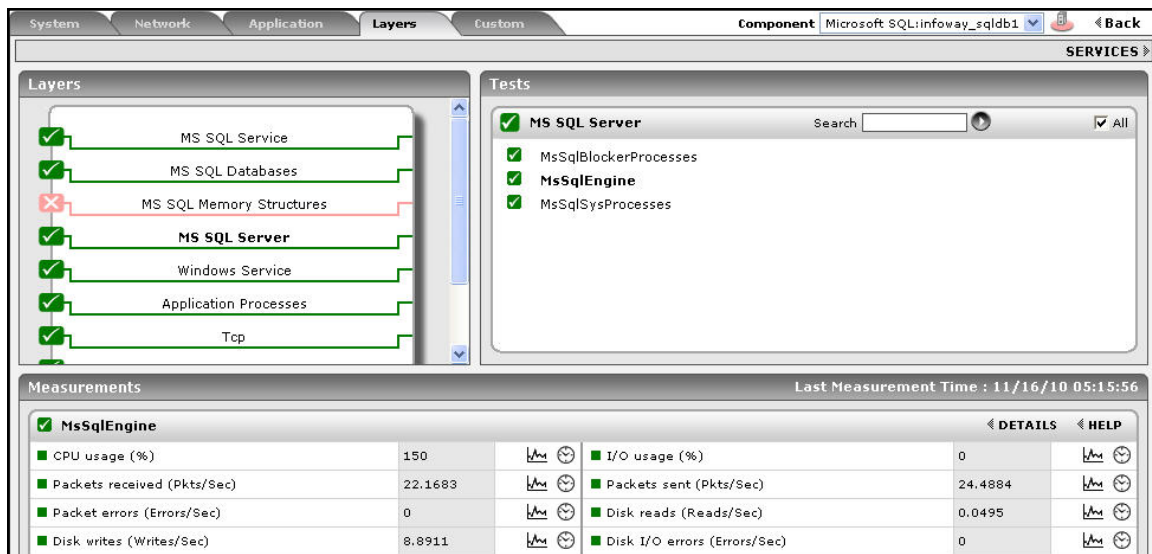 System Network Application Layers Custom Component Microsoft SQL:infoway_sqldb1 Back
SERVICES
Layers
MS SQL Service
MS SQL Databases
MS SQL Memory Structures
MS SQL Server
Windows Service
Application Processes
Tcp
Tests
MS SQL Server Search All
MsSqlBlockerProcesses
MsSqlEngine
MsSqlSysProcesses
Measurements Last Measurement Time : 11/16/10 05:15:56
MsSqlEngine DETAILS HELP
CPU usage (%) 150 I/O usage (%) 0
Packets received (Pkts/Sec) 22.1683 Packets sent (Pkts/Sec) 24.4884
Packet errors (Errors/Sec) 0 Disk reads (Reads/Sec) 0.0495
Disk writes (Writes/Sec) 8.8911 Disk I/O errors (Errors/Sec) 0